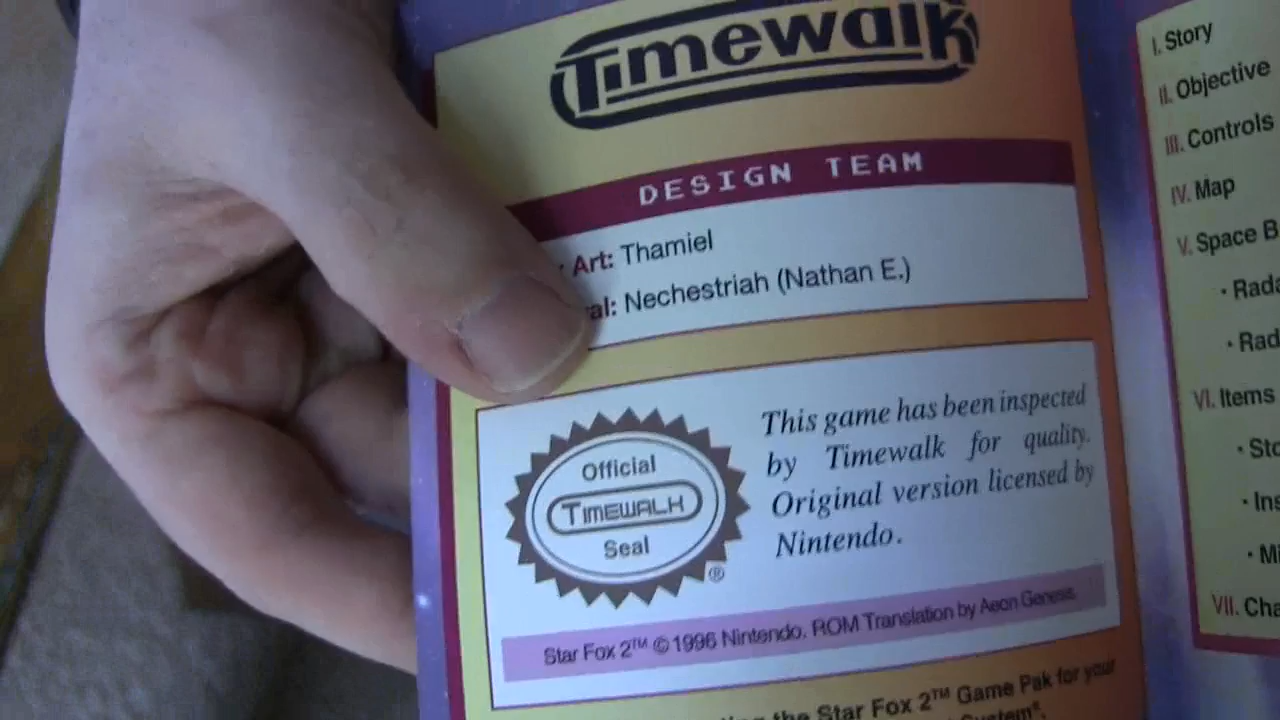 Timewalk
DESIGN TEAM
Art: Thamiel
Nechestriah (Nathan E.)
Official
TIMEWALK
Seal
®
This game has been inspected
by Timewalk for quality.
Original version licensed by
Nintendo.
Star Fox 2™ © 1996 Nintendo. ROM Translation by Aeon Genesis.
the Star Fox 2™ Game Pak for your
I. Story
II. Objective
III. Controls
IV. Map
V. Space B
• Rad
• Rad
VI. Items
VII.